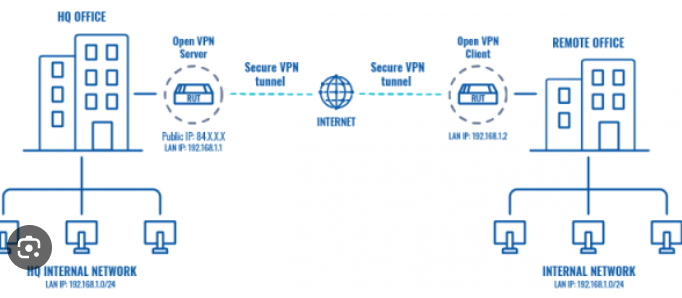 HQ OFFICE
Open VPN
Server
RUT
Public IP: 84.X.X.X
LAN IP: 192.168.1.1
Secure VPN
tunnel
INTERNET
Secure VPN
tunnel
Open VPN
Client
RUT
LAN IP: 192.168.1.2
REMOTE OFFICE
HQ INTERNAL NETWORK
LAN IP: 192.168.1.0/24
INTERNAL NETWORK
LAN IP: 192.168.1.0/24